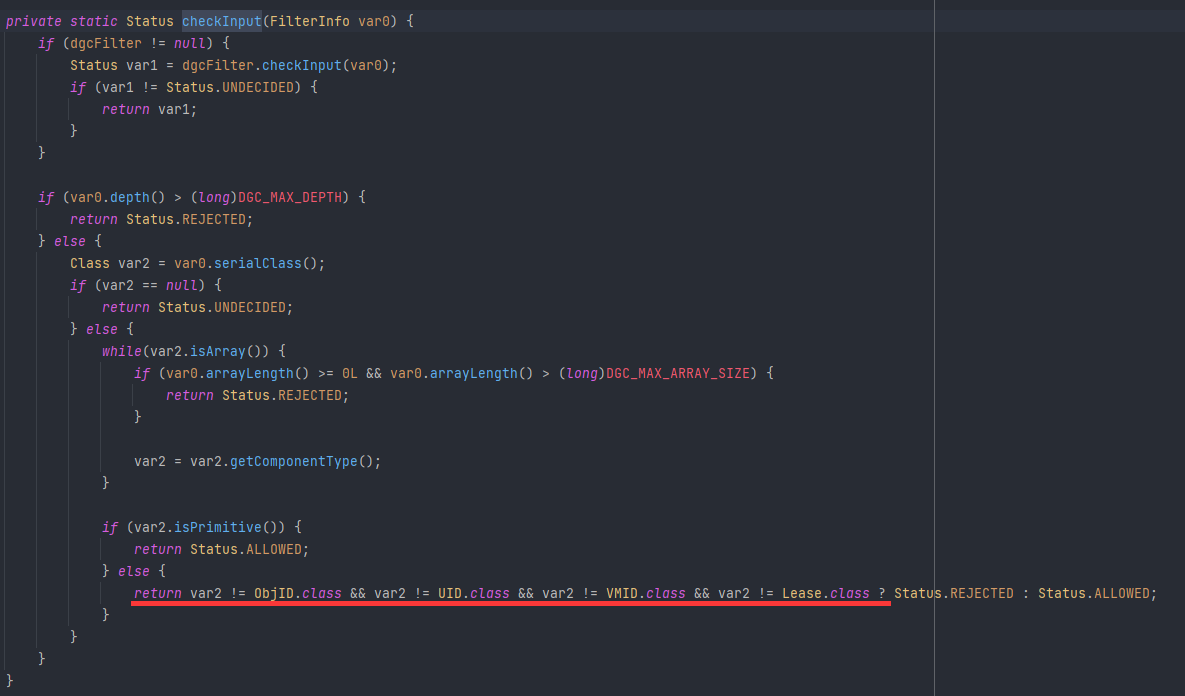 private static Status checkInput(FilterInfo var0) {
    if (dgcFilter != null) {
        Status var1 = dgcFilter.checkInput(var0);
        if (var1 != Status.UNDECIDED) {
            return var1;
        }
    }

    if (var0.depth() > (long)DGC_MAX_DEPTH) {
        return Status.REJECTED;
    } else {
        Class var2 = var0.serialClass();
        if (var2 == null) {
            return Status.UNDECIDED;
        } else {
            while(var2.isArray()) {
                if (var0.arrayLength() >= 0L && var0.arrayLength() > (long)DGC_MAX_ARRAY_SIZE) {
                    return Status.REJECTED;
                }

                var2 = var2.getComponentType();
            }

            if (var2.isPrimitive()) {
                return Status.ALLOWED;
            } else {
                return var2 != ObjID.class && var2 != UID.class && var2 != VMID.class && var2 != Lease.class ? Status.REJECTED : Status.ALLOWED;
            }
        }
    }
}